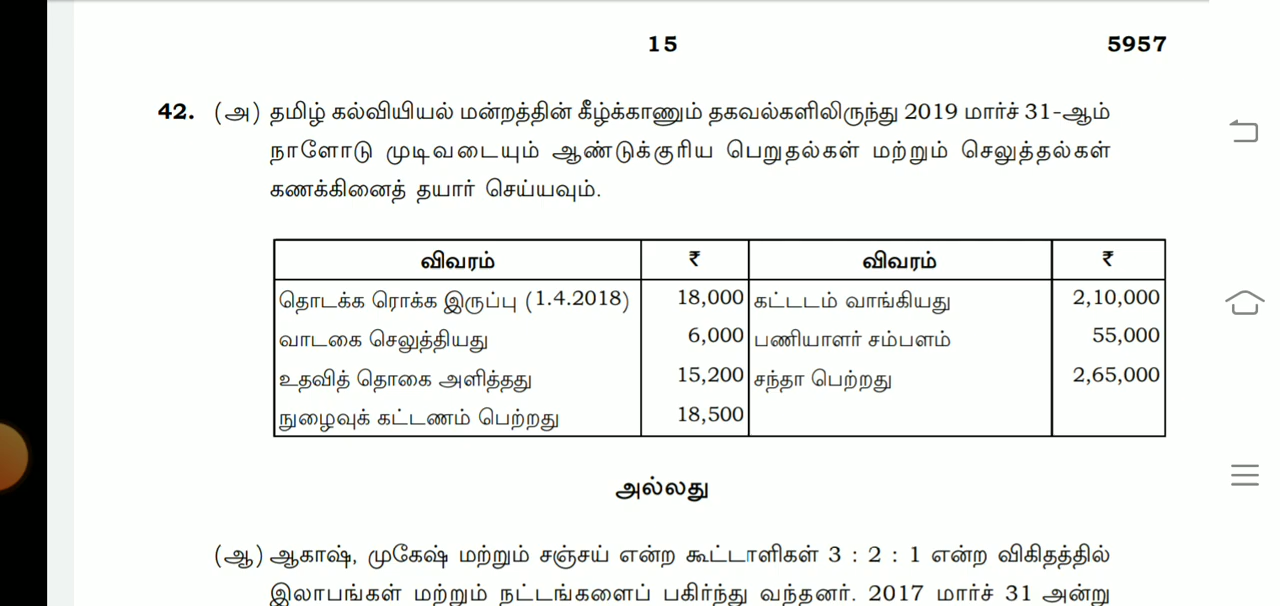 15 5957
42. (அ) தமிழ் கல்வியியல் மன்றத்தின் கீழ்க்காணும் தகவல்களிலிருந்து 2019 மார்ச் 31-ஆம்
நாளோடு முடிவடையும் ஆண்டுக்குரிய பெறுதல்கள் மற்றும் செலுத்தல்கள்
கணக்கினைத் தயார் செய்யவும்.
விவரம் ₹ விவரம் ₹
தொடக்க ரொக்க இருப்பு (1.4.2018) 18,000 கட்டடம் வாங்கியது 2,10,000
வாடகை செலுத்தியது 6,000 பணியாளர் சம்பளம் 55,000
உதவித் தொகை அளித்தது 15,200 சந்தா பெற்றது 2,65,000
நுழைவுக் கட்டணம் பெற்றது 18,500
அல்லது
(ஆ) ஆகாஷ், முகேஷ் மற்றும் சஞ்சய் என்ற கூட்டாளிகள் 3 : 2 : 1 என்ற விகிதத்தில்
இலாபங்கள் மற்றும் நட்டங்களைப் பகிர்ந்து வந்தனர். 2017 மார்ச் 31 அன்று